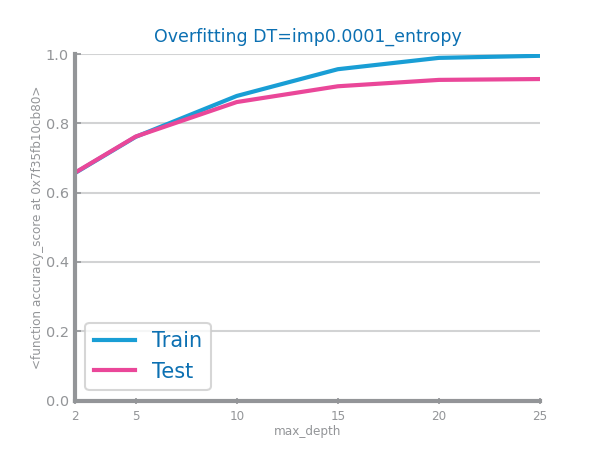 Overfitting DT=imp0.0001_entropy
<function accuracy_score at 0x7f35fb10cb80>
1.0
0.8
0.6
0.4
0.2
0.0
Train
Test
2 5 10 15 20 25
max_depth